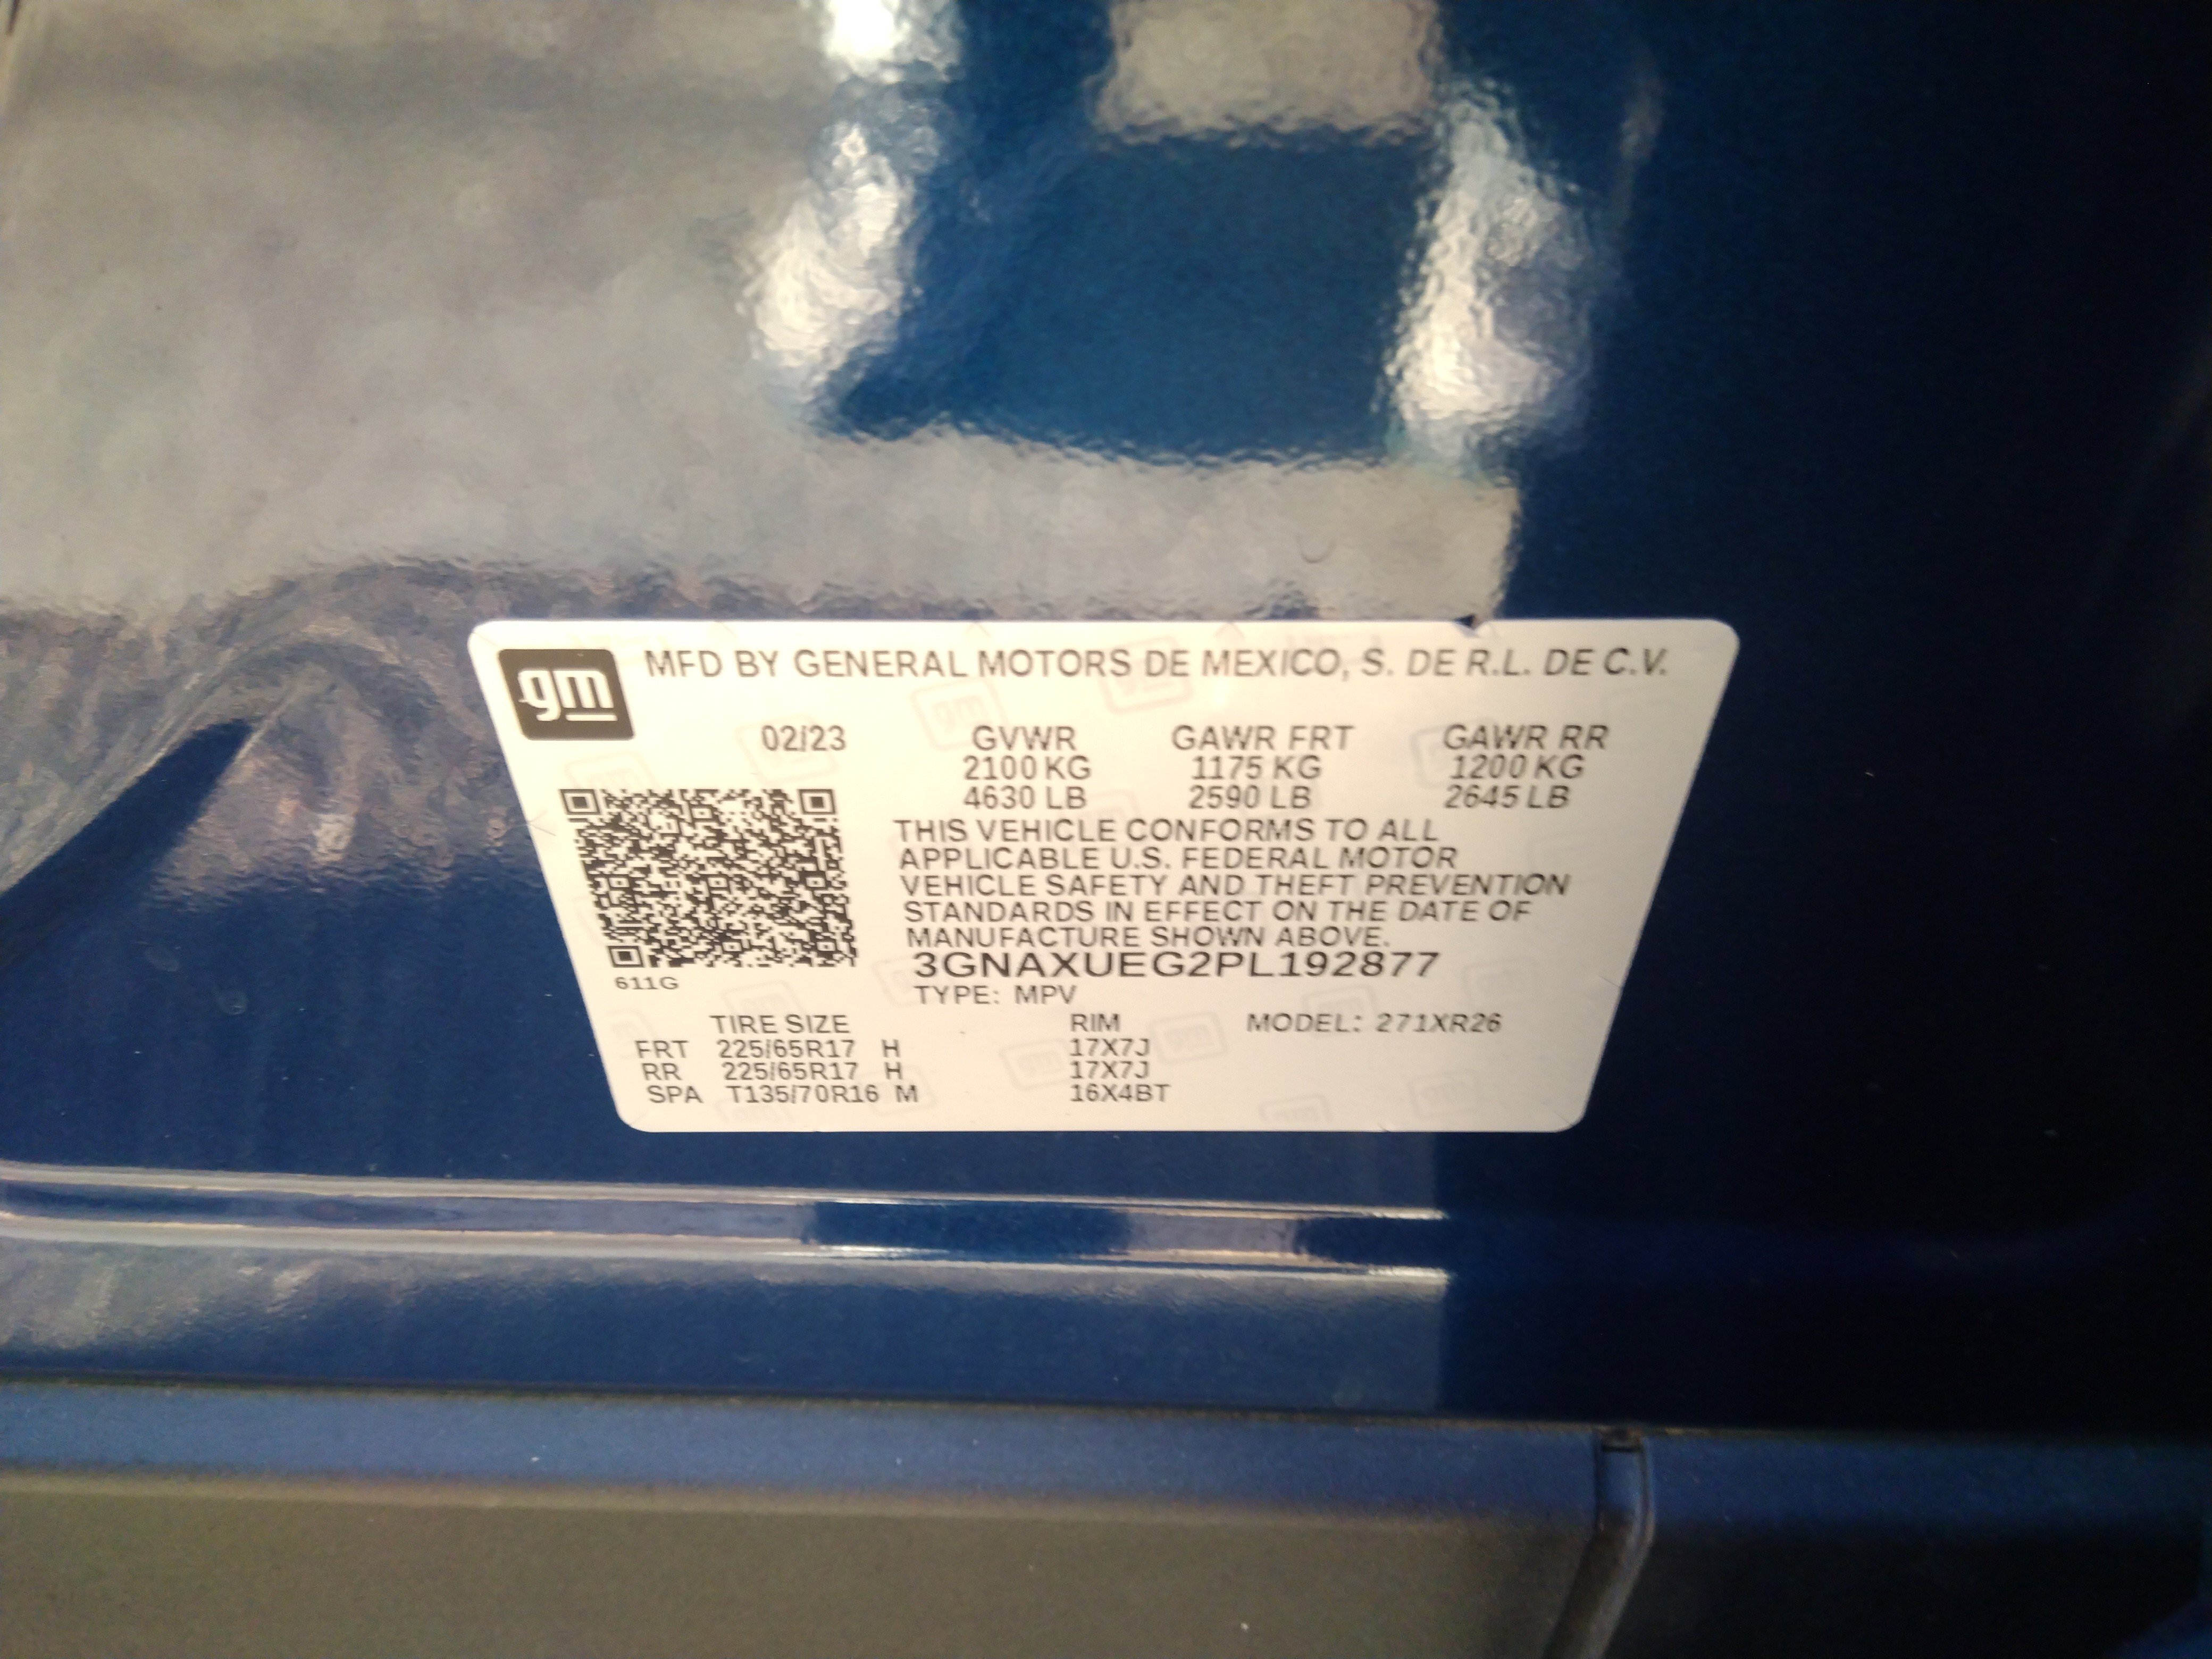 gm
MFD BY GENERAL MOTORS DE MEXICO, S. DE R.L. DE C.V.
02/23 GVWR GAWR FRT GAWR RR
2100 KG 1175 KG 1200 KG
4630 LB 2590 LB 2645 LB
THIS VEHICLE CONFORMS TO ALL
APPLICABLE U.S. FEDERAL MOTOR
VEHICLE SAFETY AND THEFT PREVENTION
STANDARDS IN EFFECT ON THE DATE OF
MANUFACTURE SHOWN ABOVE.
3GNAXUEG2PL192877
611G
TYPE: MPV
TIRE SIZE RIM MODEL: 271XR26
FRT 225/65R17 H 17X7J
RR 225/65R17 H 17X7J
SPA T135/70R16 M 16X4BT